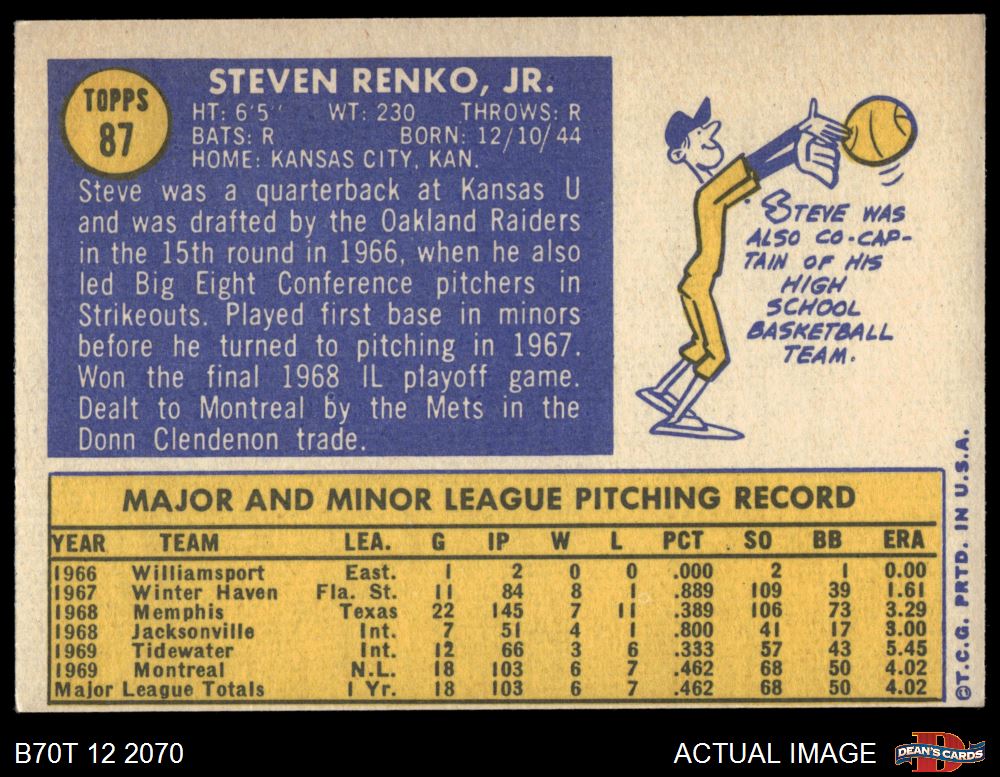 TOPPS
87
STEVEN RENKO, JR.
HT: 6'5" WT: 230 THROWS: R
BATS: R BORN: 12/10/44
HOME: KANSAS CITY, KAN.
Steve was a quarterback at Kansas U
and was drafted by the Oakland Raiders
in the 15th round in 1966, when he also
led Big Eight Conference pitchers in
Strikeouts. Played first base in minors
before he turned to pitching in 1967.
Won the final 1968 IL playoff game.
Dealt to Montreal by the Mets in the
Donn Clendenon trade.
STEVE WAS
ALSO CO-CAP-
TAIN OF HIS
HIGH
SCHOOL
BASKETBALL
TEAM.
MAJOR AND MINOR LEAGUE PITCHING RECORD
YEAR TEAM LEA. G IP W L PCT SO BB ERA
1966 Williamsport East. 1 2 0 0 .000 2 1 0.00
1967 Winter Haven Fla. St. 11 84 8 1 .889 109 39 1.61
1968 Memphis Texas 22 145 7 11 .389 106 73 3.29
1968 Jacksonville Int. 7 51 4 1 .800 41 17 3.00
1969 Tidewater Int. 12 66 3 6 .333 57 43 5.45
1969 Montreal N.L. 18 103 6 7 .462 68 50 4.02
Major League Totals 1 Yr. 18 103 6 7 .462 68 50 4.02
©T.C.G. PRTD. IN U.S.A.
B70T 12 2070
ACTUAL IMAGE
D
DEAN'S CARDS